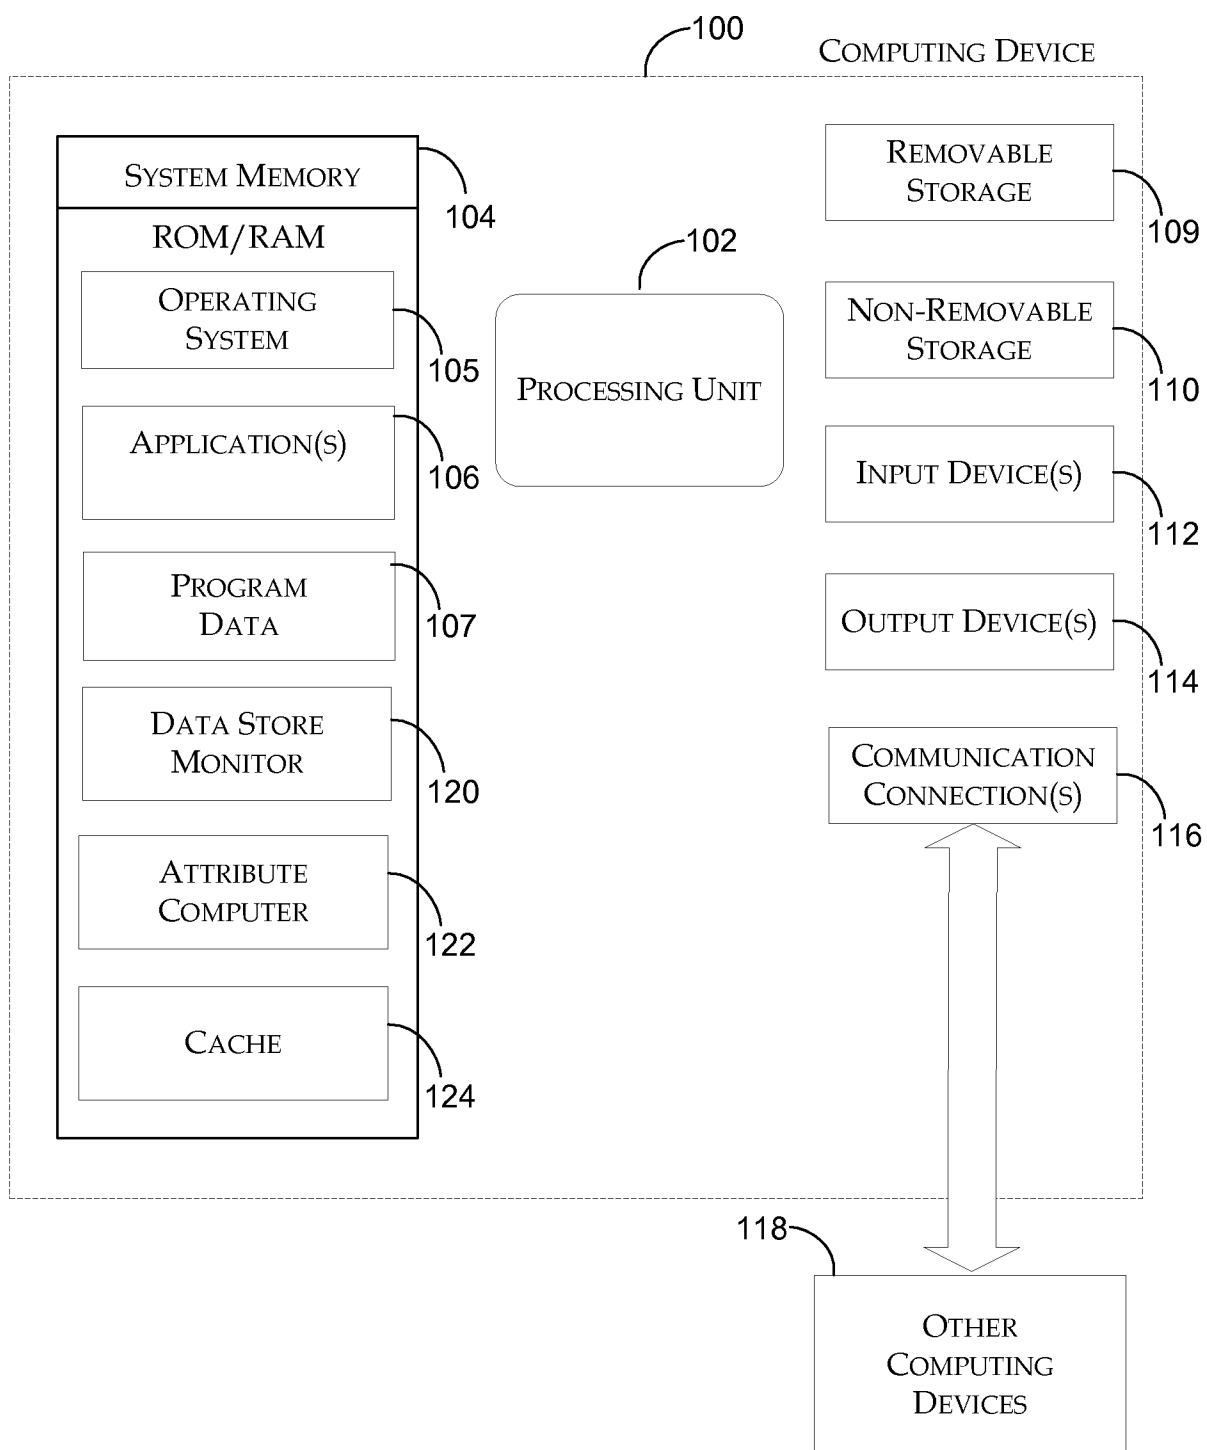 100
COMPUTING DEVICE
SYSTEM MEMORY
104
ROM/RAM
OPERATING
SYSTEM
105
APPLICATION(S)
106
PROGRAM
DATA
107
DATA STORE
MONITOR
120
ATTRIBUTE
COMPUTER
122
CACHE
124
102
PROCESSING UNIT
REMOVABLE
STORAGE
109
NON-REMOVABLE
STORAGE
110
INPUT DEVICE(S)
112
OUTPUT DEVICE(S)
114
COMMUNICATION
CONNECTION(S)
116
118
OTHER
COMPUTING
DEVICES